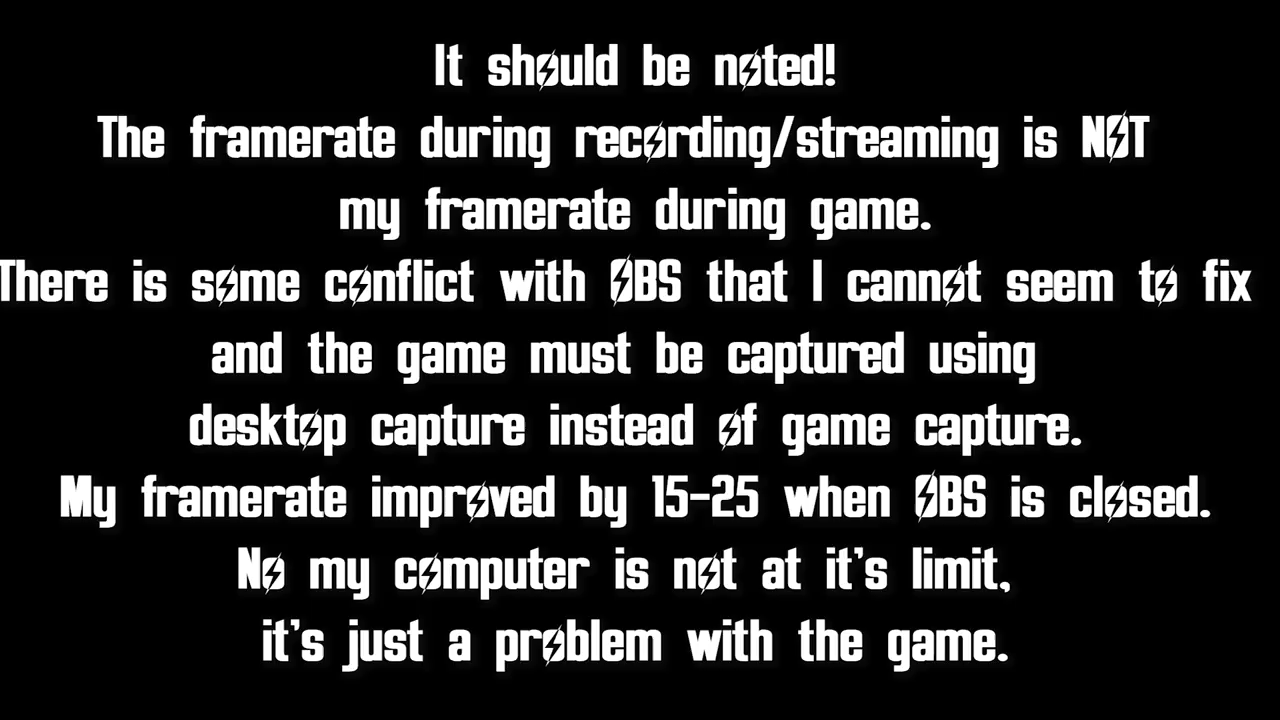 It should be noted!
The framerate during recording/streaming is NOT
my framerate during game.
There is some conflict with OBS that I cannot seem to fix
and the game must be captured using
desktop capture instead of game capture.
My framerate improved by 15-25 when OBS is closed.
No my computer is not at it's limit,
it's just a problem with the game.